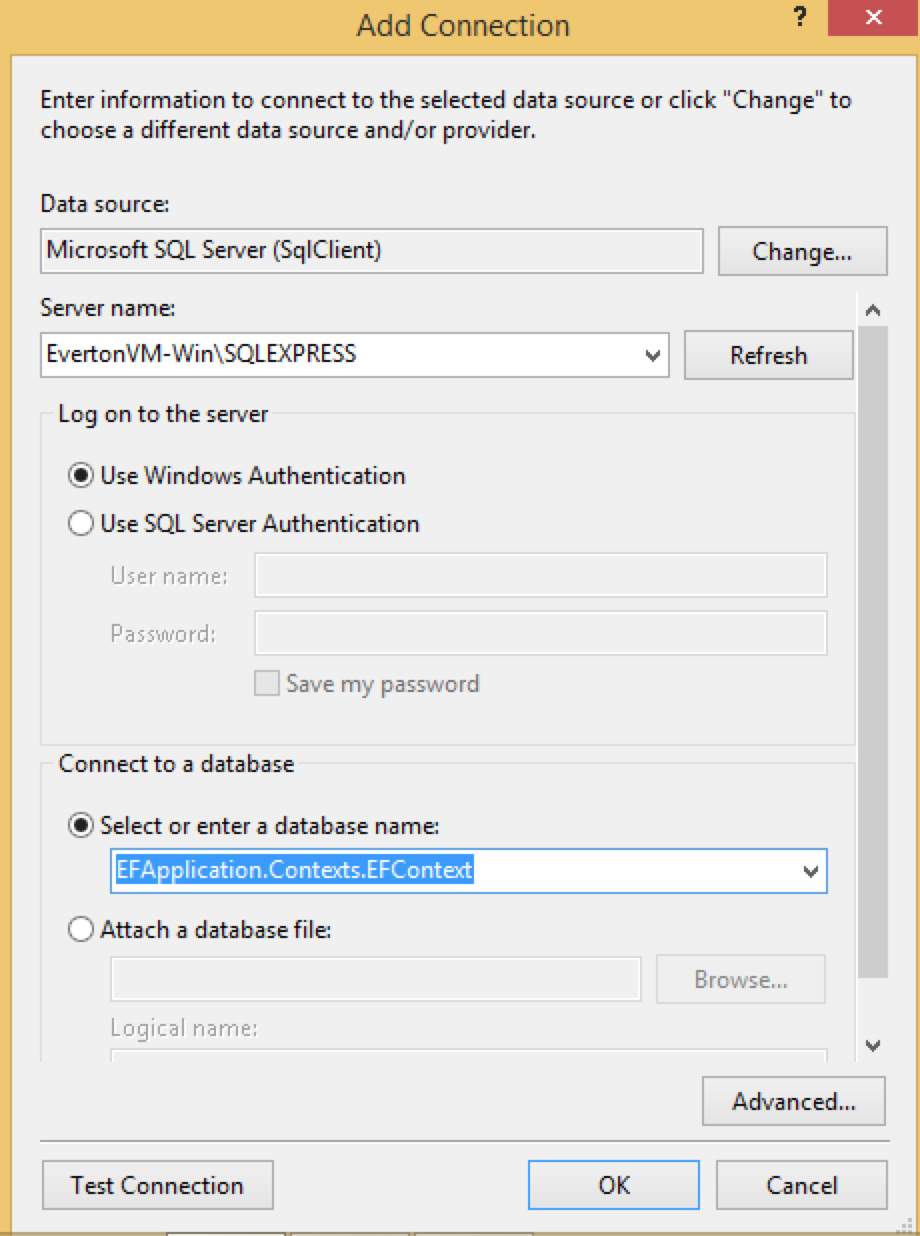 Add Connection
?
Enter information to connect to the selected data source or click "Change" to
choose a different data source and/or provider.
Data source:
Microsoft SQL Server (SqlClient)
Change...
Server name:
EvertonVM-Win\SQLEXPRESS
Refresh
Log on to the server
Use Windows Authentication
Use SQL Server Authentication
User name:
Password:
Save my password
Connect to a database
Select or enter a database name:
EFApplication.Contexts.EFContext
Attach a database file:
Browse...
Logical name:
Advanced...
Test Connection
OK
Cancel